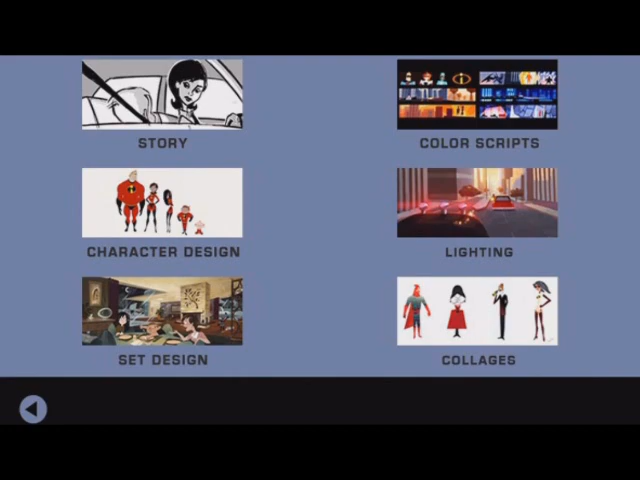 STORY
COLOR SCRIPTS
CHARACTER DESIGN
LIGHTING
SET DESIGN
COLLAGES